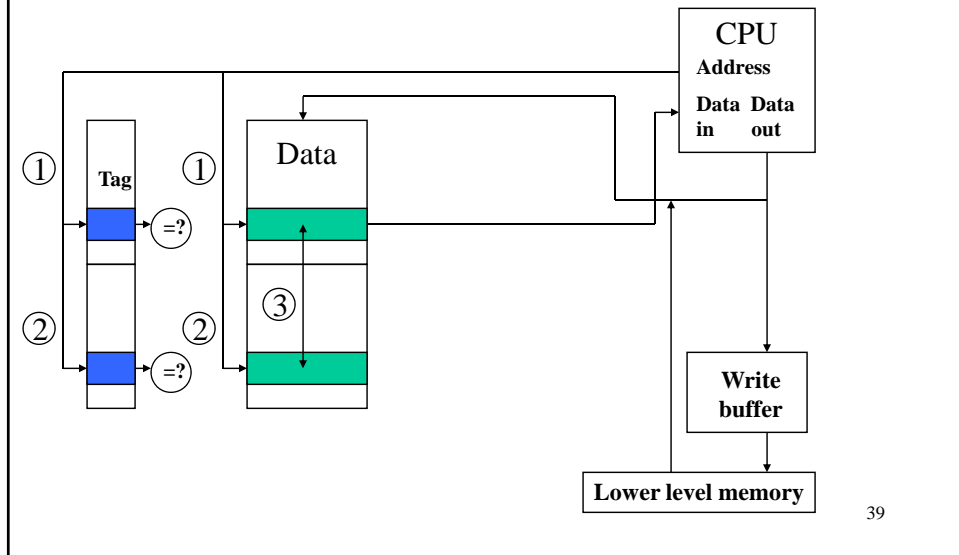 CPU
Address
Data Data
in out
Data
① Tag ①
=?
③
② ②
=?
Write
buffer
Lower level memory
39